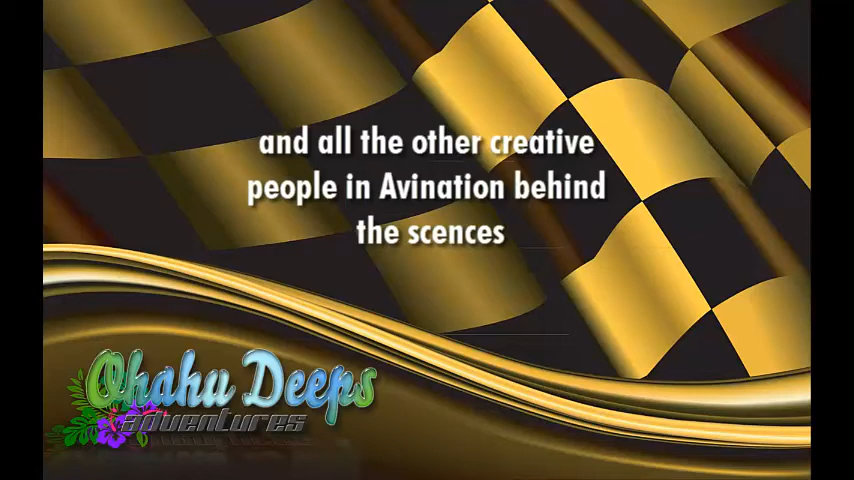 and all the other creative
people in Avination behind
the scences
Ohahu Deeps
adventures